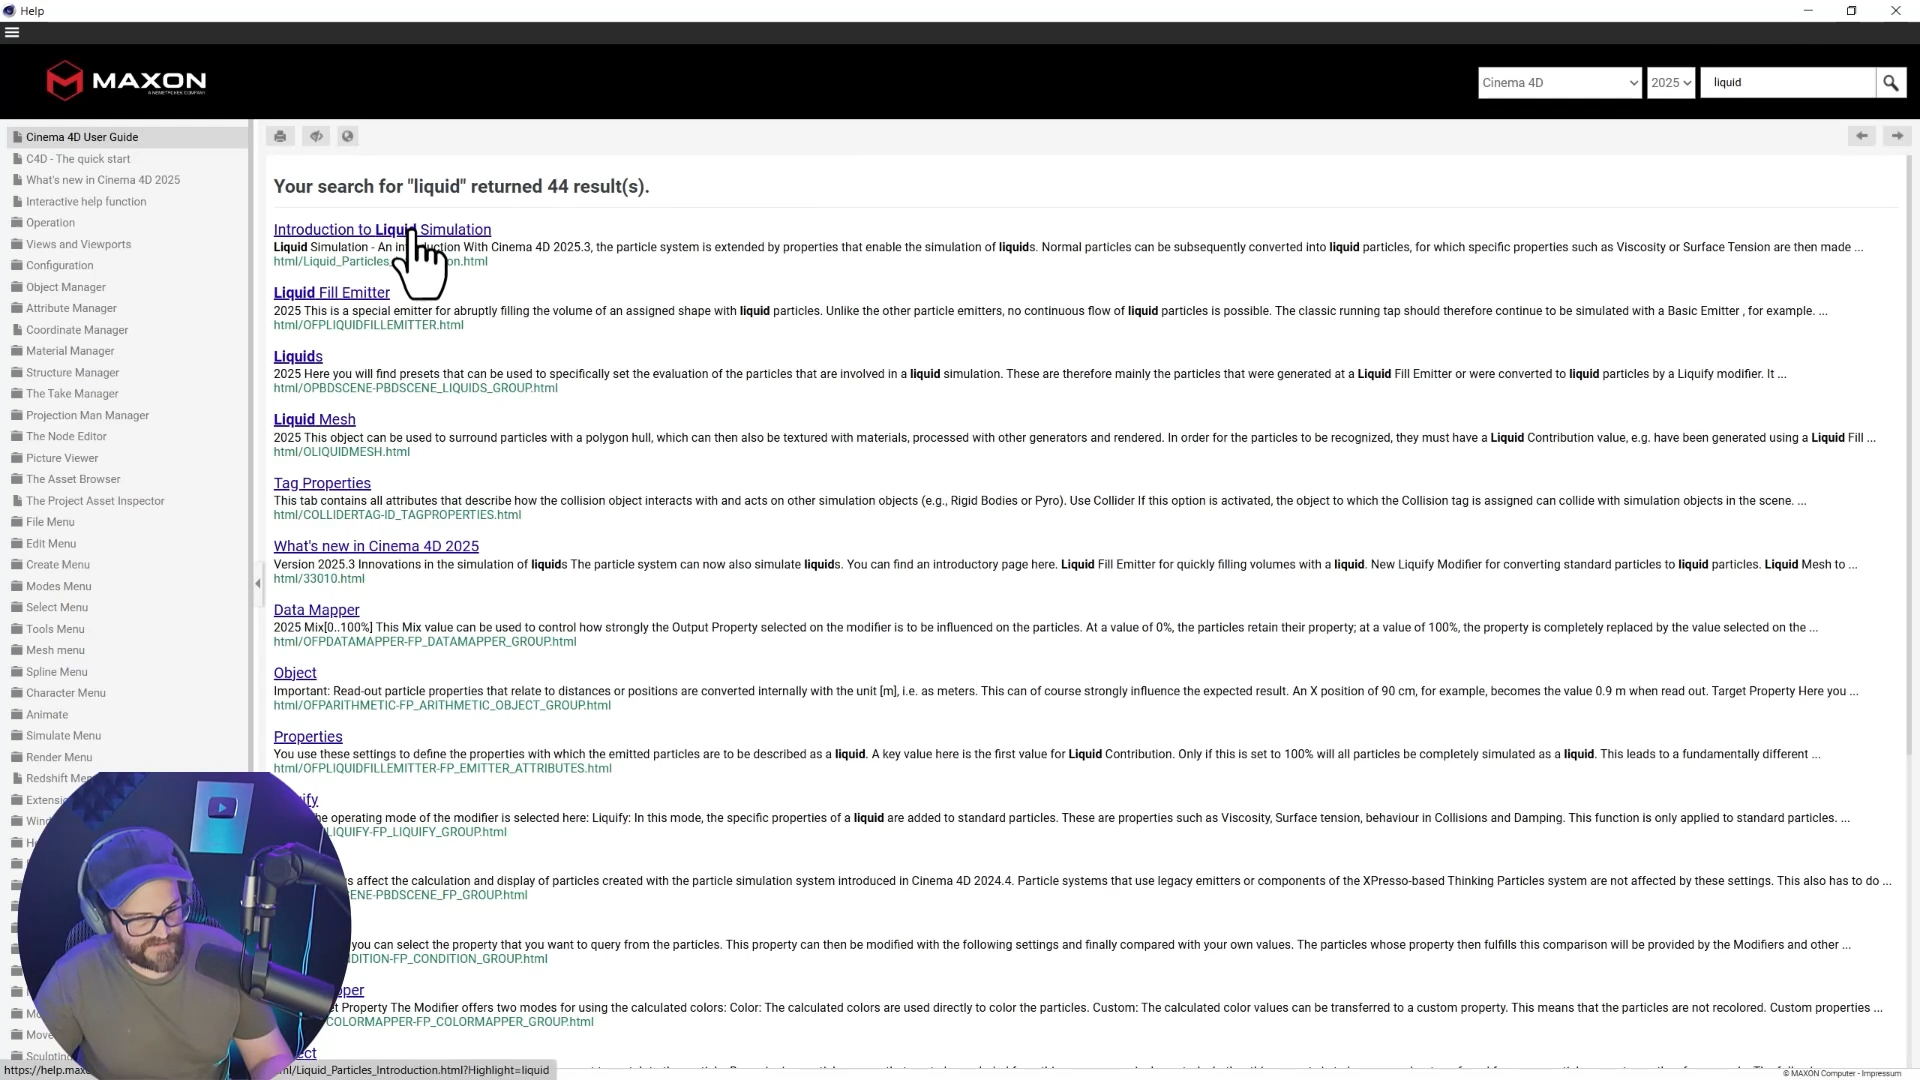 Help
MAXON
A NEMETSCHEK COMPANY
Cinema 4D
2025
liquid
Cinema 4D User Guide
C4D - The quick start
What's new in Cinema 4D 2025
Interactive help function
Operation
Views and Viewports
Configuration
Object Manager
Attribute Manager
Coordinate Manager
Material Manager
Structure Manager
The Take Manager
Projection Man Manager
The Node Editor
Picture Viewer
The Asset Browser
The Project Asset Inspector
File Menu
Edit Menu
Create Menu
Modes Menu
Select Menu
Tools Menu
Mesh menu
Spline Menu
Character Menu
Animate
Simulate Menu
Render Menu
Redshift Me
Extensio
Wind
He
Mo
Move
Sculpting
Your search for "liquid" returned 44 result(s).
Introduction to Liquid Simulation
Liquid Simulation - An introduction With Cinema 4D 2025.3, the particle system is extended by properties that enable the simulation of liquids. Normal particles can be subsequently converted into liquid particles, for which specific properties such as Viscosity or Surface Tension are then made ...
html/Liquid_Particles on.html
Liquid Fill Emitter
2025 This is a special emitter for abruptly filling the volume of an assigned shape with liquid particles. Unlike the other particle emitters, no continuous flow of liquid particles is possible. The classic running tap should therefore continue to be simulated with a Basic Emitter , for example. ...
html/OFPLIQUIDFILLEMITTER.html
Liquids
2025 Here you will find presets that can be used to specifically set the evaluation of the particles that are involved in a liquid simulation. These are therefore mainly the particles that were generated at a Liquid Fill Emitter or were converted to liquid particles by a Liquify modifier. It ...
html/OPBDSCENE-PBDSCENE_LIQUIDS_GROUP.html
Liquid Mesh
2025 This object can be used to surround particles with a polygon hull, which can then also be textured with materials, processed with other generators and rendered. In order for the particles to be recognized, they must have a Liquid Contribution value, e.g. have been generated using a Liquid Fill ...
html/OLIQUIDMESH.html
Tag Properties
This tab contains all attributes that describe how the collision object interacts with and acts on other simulation objects (e.g., Rigid Bodies or Pyro). Use Collider If this option is activated, the object to which the Collision tag is assigned can collide with simulation objects in the scene. ...
html/COLLIDERTAG-ID_TAGPROPERTIES.html
What's new in Cinema 4D 2025
Version 2025.3 Innovations in the simulation of liquids The particle system can now also simulate liquids. You can find an introductory page here. Liquid Fill Emitter for quickly filling volumes with a liquid. New Liquify Modifier for converting standard particles to liquid particles. Liquid Mesh to ...
html/33010.html
Data Mapper
2025 Mix[0..100%] This Mix value can be used to control how strongly the Output Property selected on the modifier is to be influenced on the particles. At a value of 0%, the particles retain their property; at a value of 100%, the property is completely replaced by the value selected on the ...
html/OFPDATAMAPPER-FP_DATAMAPPER_GROUP.html
Object
Important: Read-out particle properties that relate to distances or positions are converted internally with the unit [m], i.e. as meters. This can of course strongly influence the expected result. An X position of 90 cm, for example, becomes the value 0.9 m when read out. Target Property Here you ...
html/OFPARITHMETIC-FP_ARITHMETIC_OBJECT_GROUP.html
Properties
You use these settings to define the properties with which the emitted particles are to be described as a liquid. A key value here is the first value for Liquid Contribution. Only if this is set to 100% will all particles be completely simulated as a liquid. This leads to a fundamentally different ...
html/OFPLIQUIDFILLEMITTER-FP_EMITTER_ATTRIBUTES.html
ify
he operating mode of the modifier is selected here: Liquify: In this mode, the specific properties of a liquid are added to standard particles. These are properties such as Viscosity, Surface tension, behaviour in Collisions and Damping. This function is only applied to standard particles. ...
LIQUIFY-FP_LIQUIFY_GROUP.html
s affect the calculation and display of particles created with the particle simulation system introduced in Cinema 4D 2024.4. Particle systems that use legacy emitters or components of the XPresso-based Thinking Particles system are not affected by these settings. This also has to do ...
ENE-PBDSCENE_FP_GROUP.html
you can select the property that you want to query from the particles. This property can then be modified with the following settings and finally compared with your own values. The particles whose property then fulfills this comparison will be provided by the Modifiers and other ...
DITION-FP_CONDITION_GROUP.html
pper
et Property The Modifier offers two modes for using the calculated colors: Color: The calculated colors are used directly to color the particles. Custom: The calculated color values can be transferred to a custom property. This means that the particles are not recolored. Custom properties ...
COLORMAPPER-FP_COLORMAPPER_GROUP.html
ect
https://help.max ml/Liquid_Particles_Introduction.html?Highlight=liquid
© MAXON Computer - Impressum